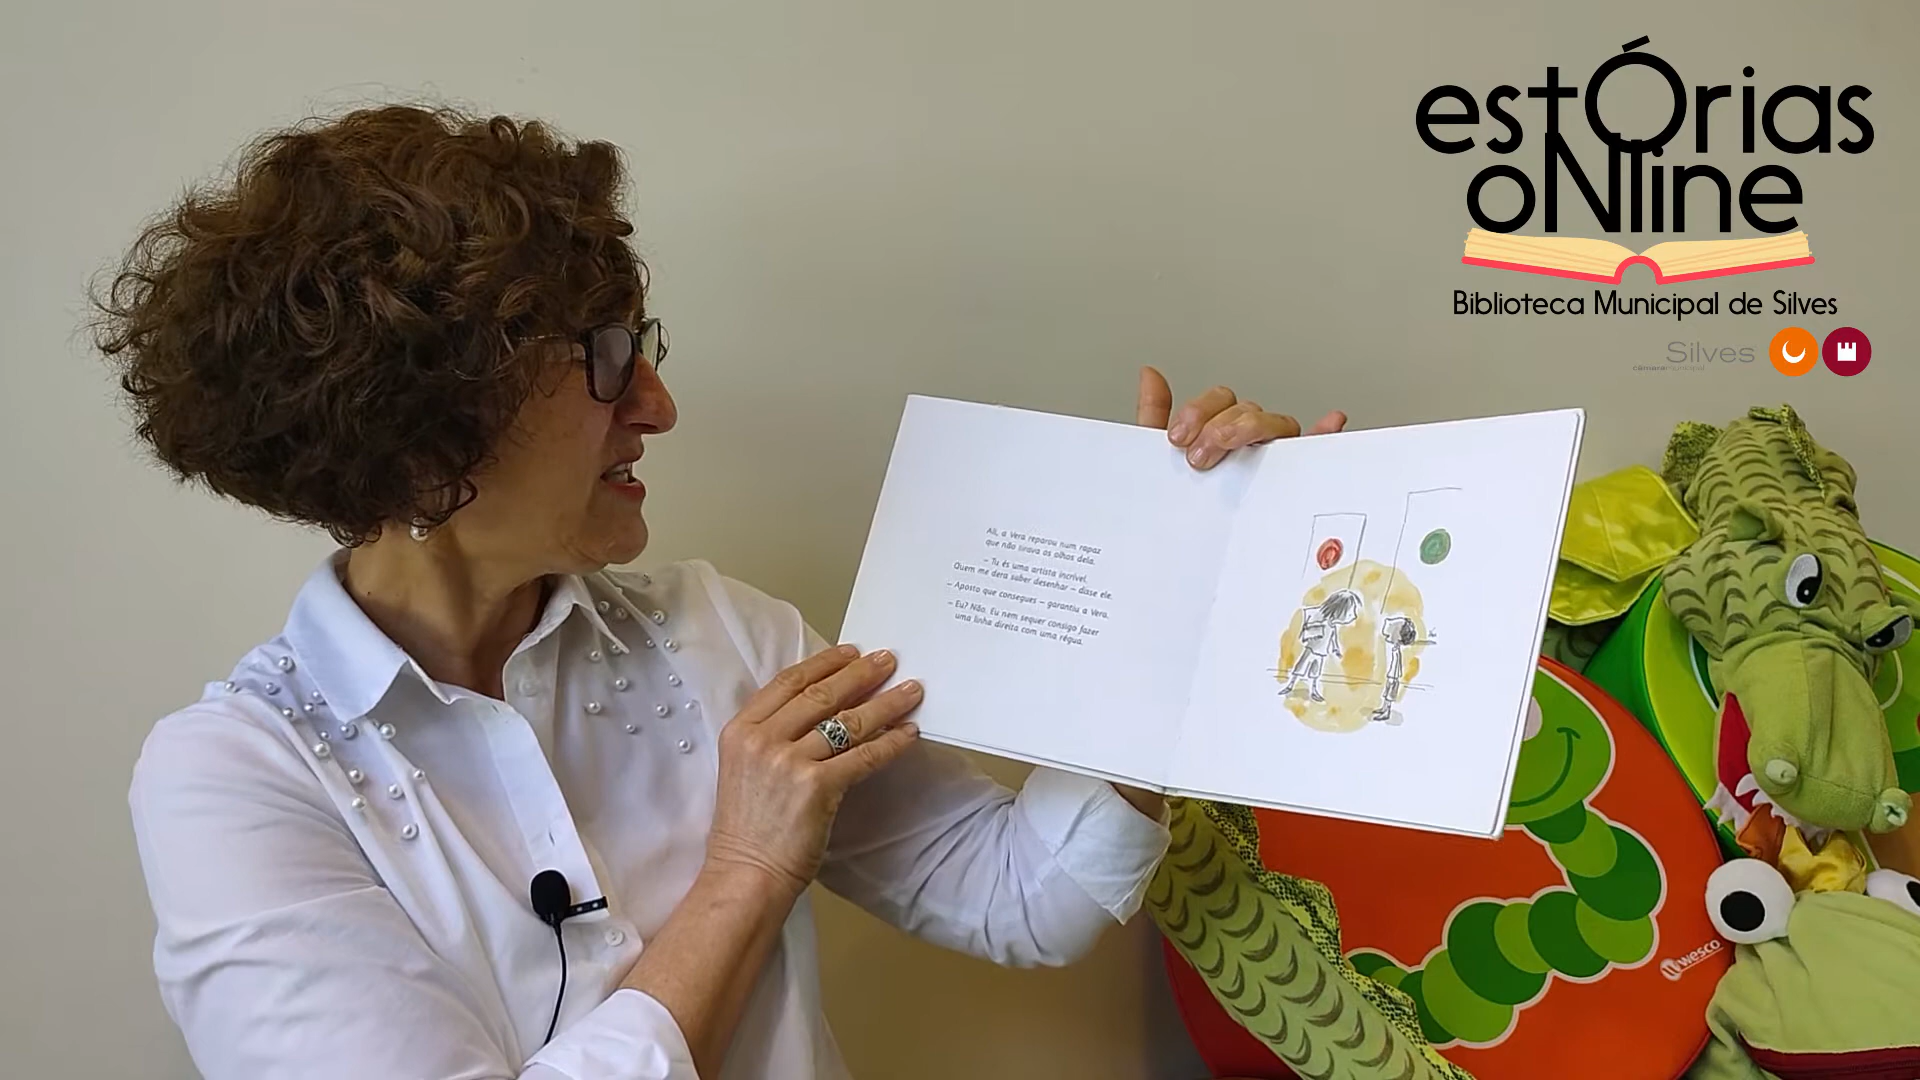 estÓrias
oNline
Biblioteca Municipal de Silves
Silves
câmara municipal
Ali, a Vera reparou num rapaz
que não tirava os olhos dela.
– Tu és uma artista incrível.
Quem me dera saber desenhar – disse ele.
– Aposto que consegues – garantiu a Vera.
– Eu? Não. Eu nem sequer consigo fazer
uma linha direita com uma régua.
wesco